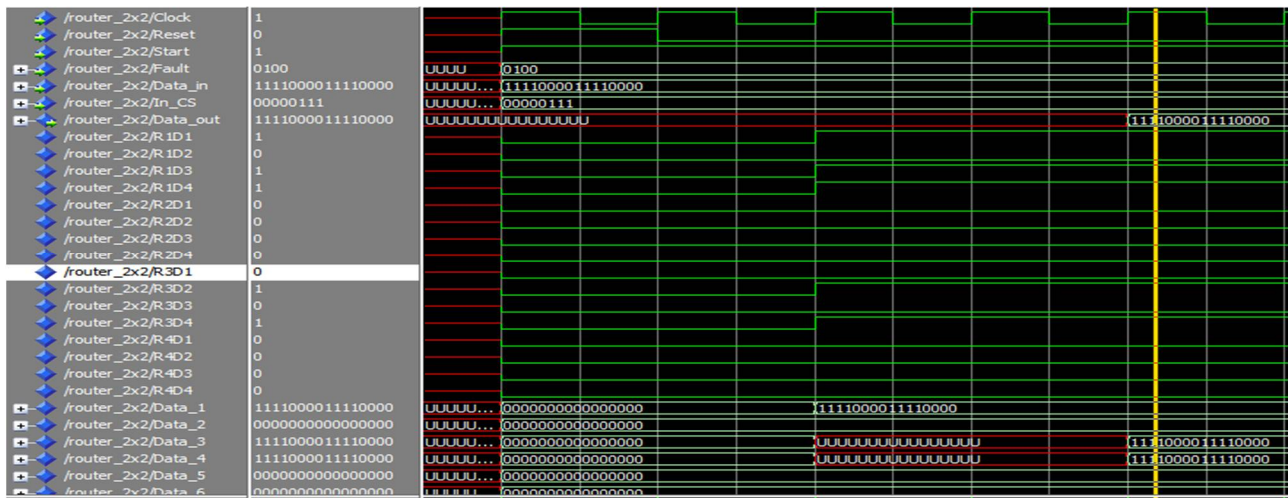 /router_2x2/Clock 1
/router_2x2/Reset 0
/router_2x2/Start 1
/router_2x2/Fault 0100 UUUU 0100
/router_2x2/Data_in 1111000011110000 UUUUU... 1111000011110000
/router_2x2/In_CS 00000111 UUUUU... 00000111
/router_2x2/Data_out 1111000011110000 UUUUUUUUUUUUUUUU 1111000011110000
/router_2x2/R1D1 1
/router_2x2/R1D2 0
/router_2x2/R1D3 1
/router_2x2/R1D4 1
/router_2x2/R2D1 0
/router_2x2/R2D2 0
/router_2x2/R2D3 0
/router_2x2/R2D4 0
/router_2x2/R3D1 0
/router_2x2/R3D2 1
/router_2x2/R3D3 0
/router_2x2/R3D4 1
/router_2x2/R4D1 0
/router_2x2/R4D2 0
/router_2x2/R4D3 0
/router_2x2/R4D4 0
/router_2x2/Data_1 1111000011110000 UUUUU... 0000000000000000 1111000011110000
/router_2x2/Data_2 0000000000000000 UUUUU... 0000000000000000
/router_2x2/Data_3 1111000011110000 UUUUU... 0000000000000000 UUUUUUUUUUUUUUUU 1111000011110000
/router_2x2/Data_4 1111000011110000 UUUUU... 0000000000000000 UUUUUUUUUUUUUUUU 1111000011110000
/router_2x2/Data_5 0000000000000000 UUUUU... 0000000000000000
/router_2x2/Data_6 0000000000000000 UUUUU... 0000000000000000